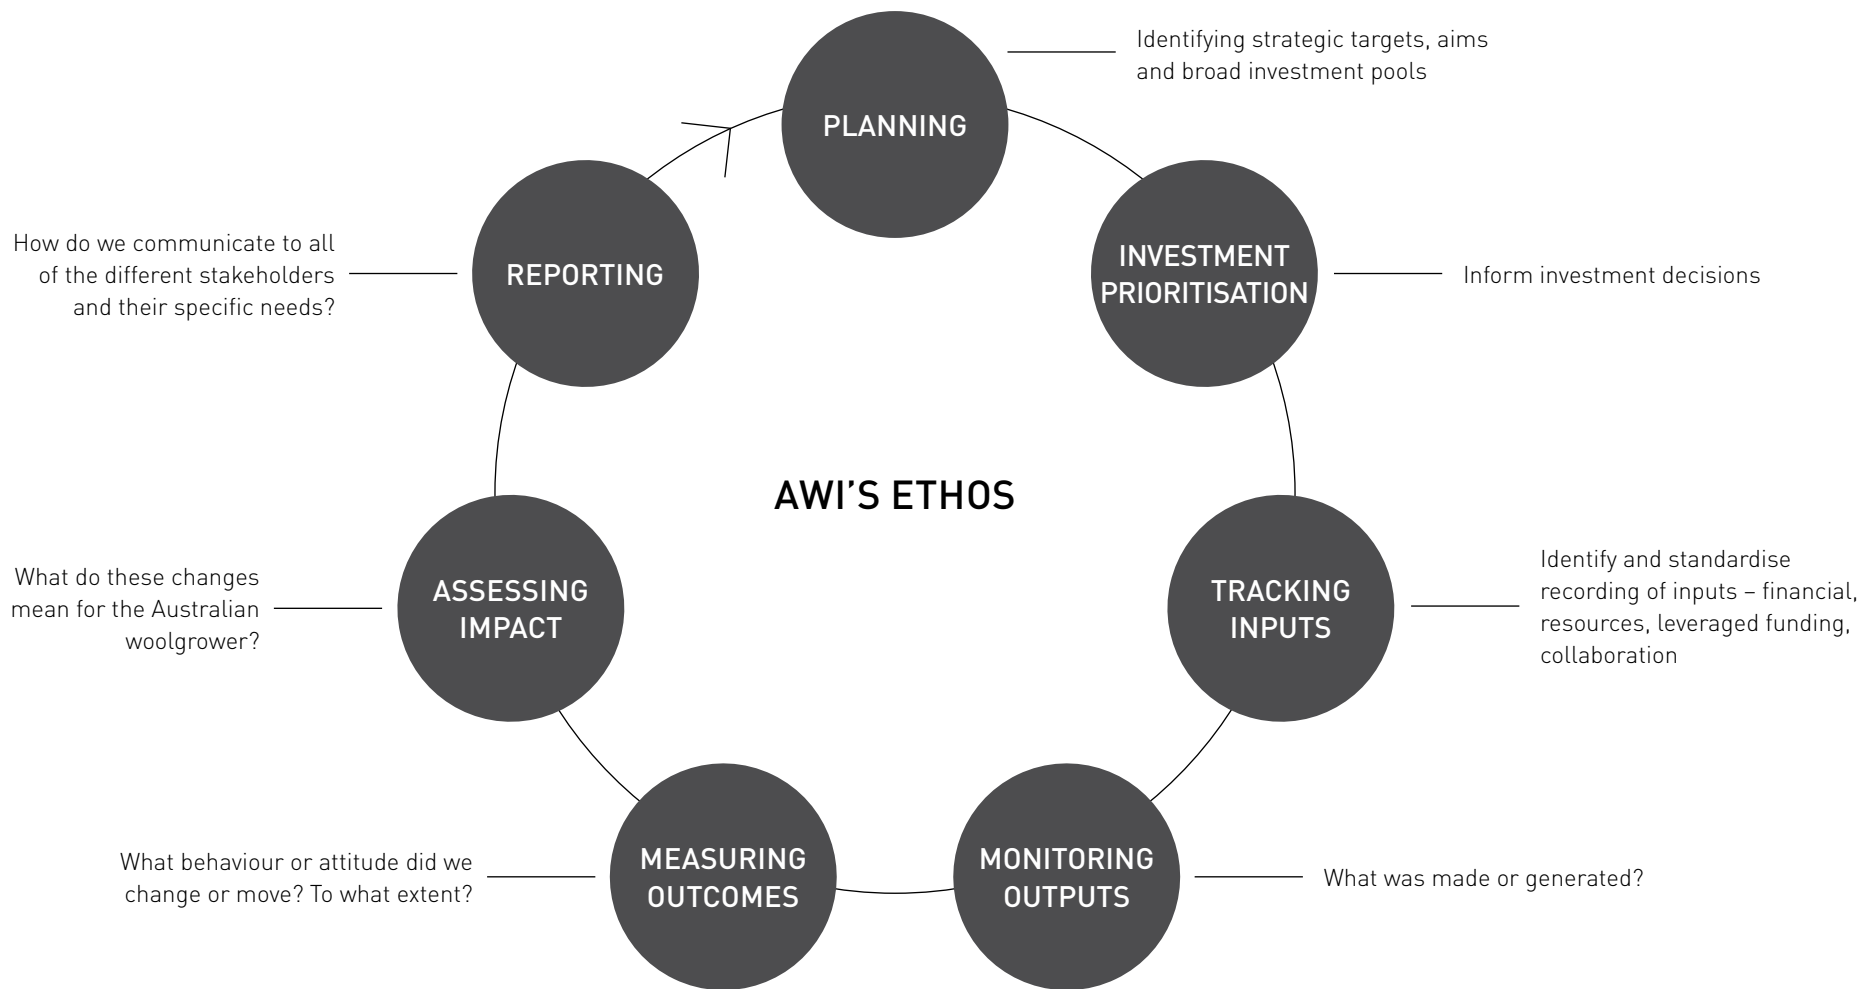 PLANNING
Identifying strategic targets, aims
and broad investment pools
INVESTMENT
PRIORITISATION
Inform investment decisions
TRACKING
INPUTS
Identify and standardise
recording of inputs – financial,
resources, leveraged funding,
collaboration
MONITORING
OUTPUTS
What was made or generated?
MEASURING
OUTCOMES
What behaviour or attitude did we
change or move? To what extent?
ASSESSING
IMPACT
What do these changes
mean for the Australian
woolgrower?
REPORTING
How do we communicate to all
of the different stakeholders
and their specific needs?
AWI’S ETHOS